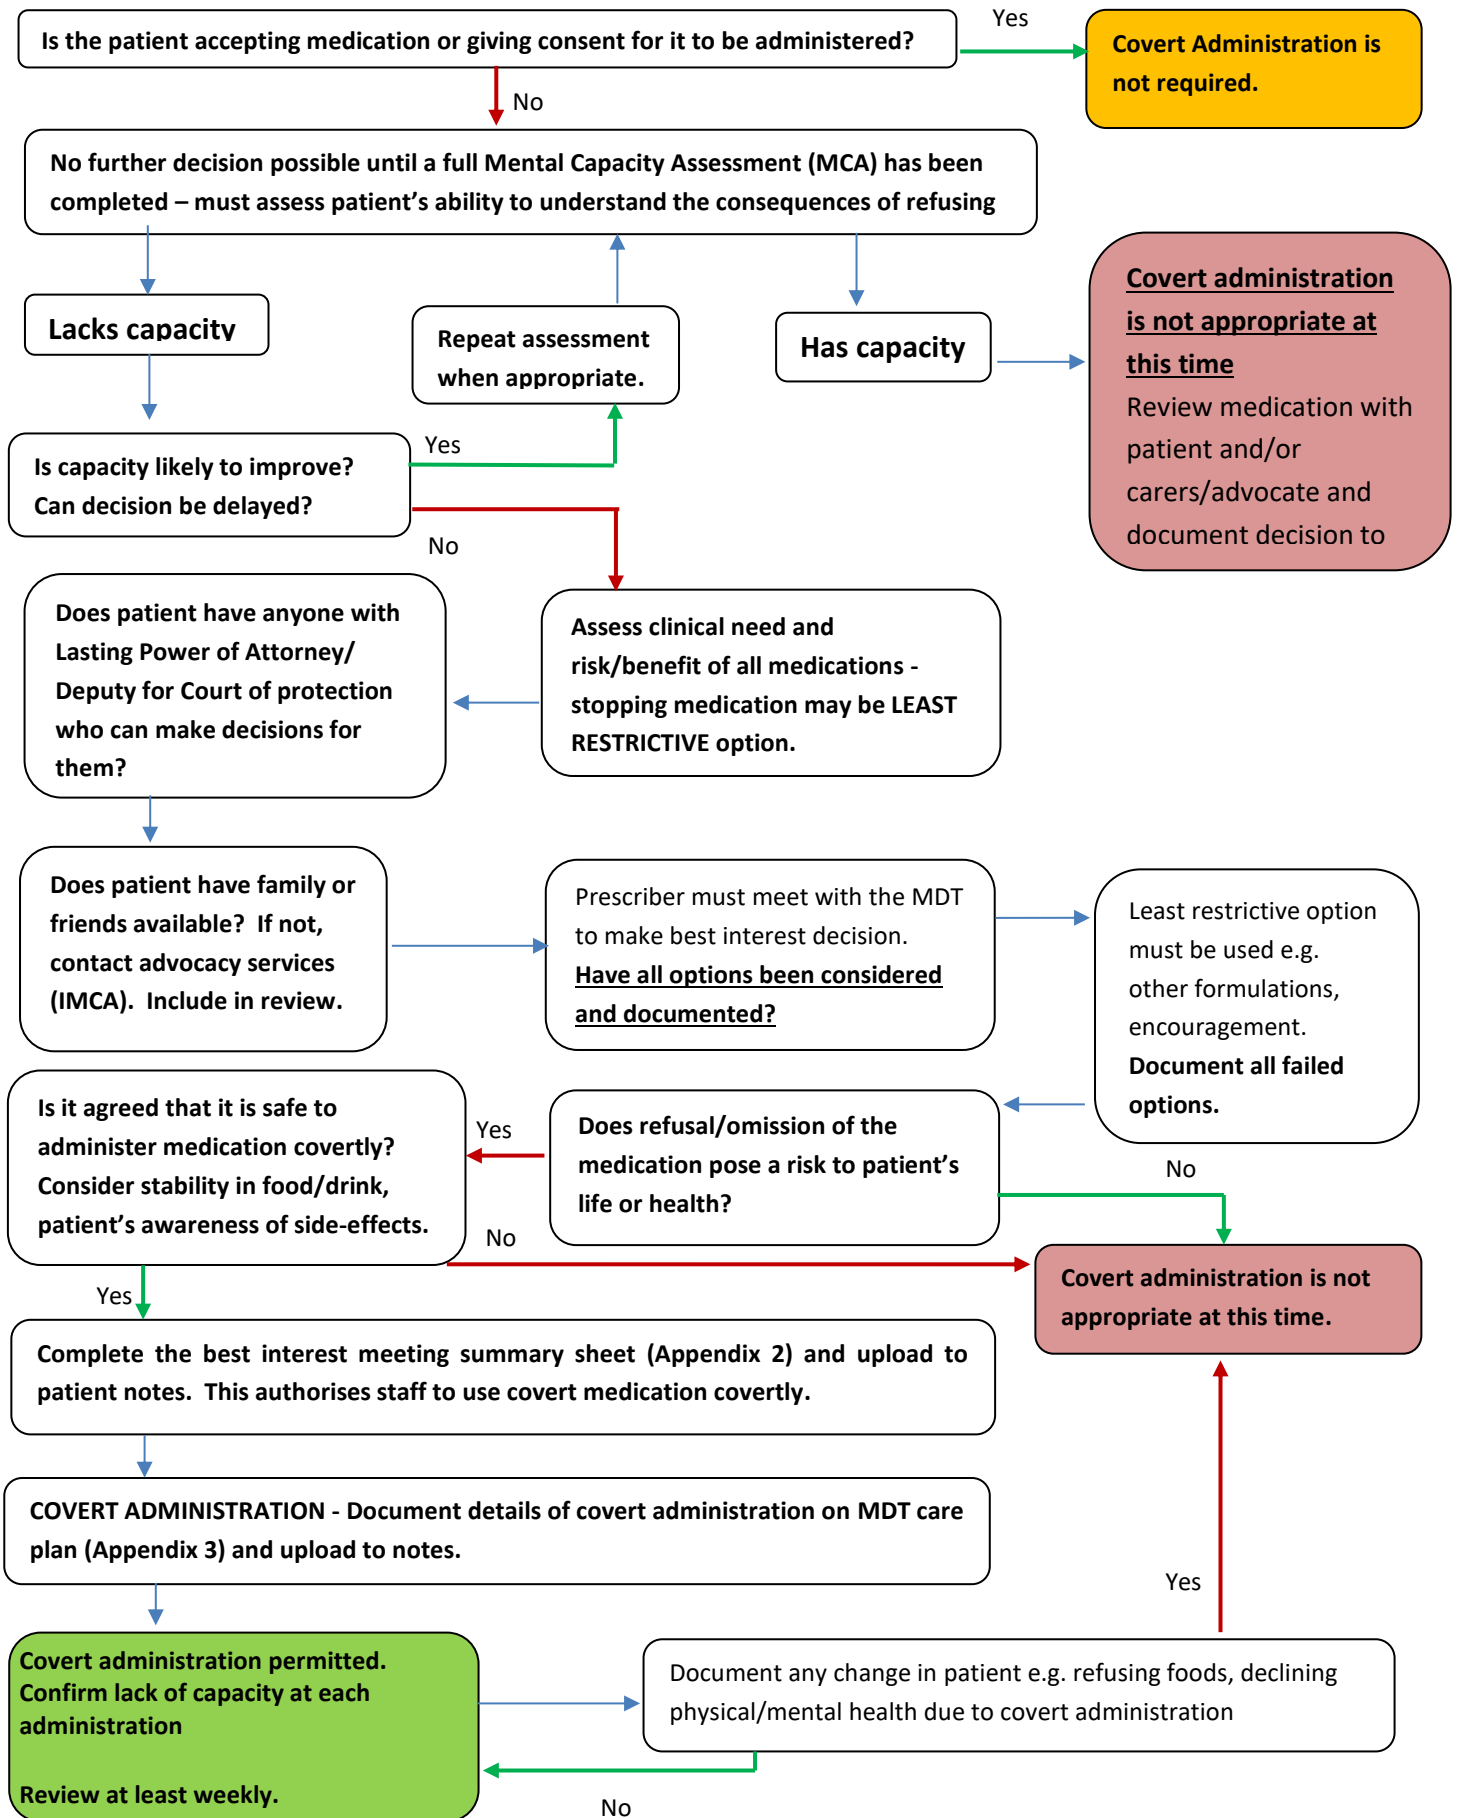 Yes
Is the patient accepting medication or giving consent for it to be administered?
Covert Administration is
not required.
No
No further decision possible until a full Mental Capacity Assessment (MCA) has been
completed – must assess patient’s ability to understand the consequences of refusing
Lacks capacity
Repeat assessment
when appropriate.
Has capacity
Covert administration
is not appropriate at
this time
Review medication with
patient and/or
carers/advocate and
document decision to
Is capacity likely to improve?
Can decision be delayed?
Yes
No
Does patient have anyone with
Lasting Power of Attorney/
Deputy for Court of protection
who can make decisions for
them?
Assess clinical need and
risk/benefit of all medications -
stopping medication may be LEAST
RESTRICTIVE option.
Does patient have family or
friends available? If not,
contact advocacy services
(IMCA). Include in review.
Prescriber must meet with the MDT
to make best interest decision.
Have all options been considered
and documented?
Least restrictive option
must be used e.g.
other formulations,
encouragement.
Document all failed
options.
Is it agreed that it is safe to
administer medication covertly?
Consider stability in food/drink,
patient’s awareness of side-effects.
Yes
Does refusal/omission of the
medication pose a risk to patient’s
life or health?
No
No
Covert administration is not
appropriate at this time.
Yes
Complete the best interest meeting summary sheet (Appendix 2) and upload to
patient notes. This authorises staff to use covert medication covertly.
COVERT ADMINISTRATION - Document details of covert administration on MDT care
plan (Appendix 3) and upload to notes.
Yes
Covert administration permitted.
Confirm lack of capacity at each
administration
Review at least weekly.
Document any change in patient e.g. refusing foods, declining
physical/mental health due to covert administration
No